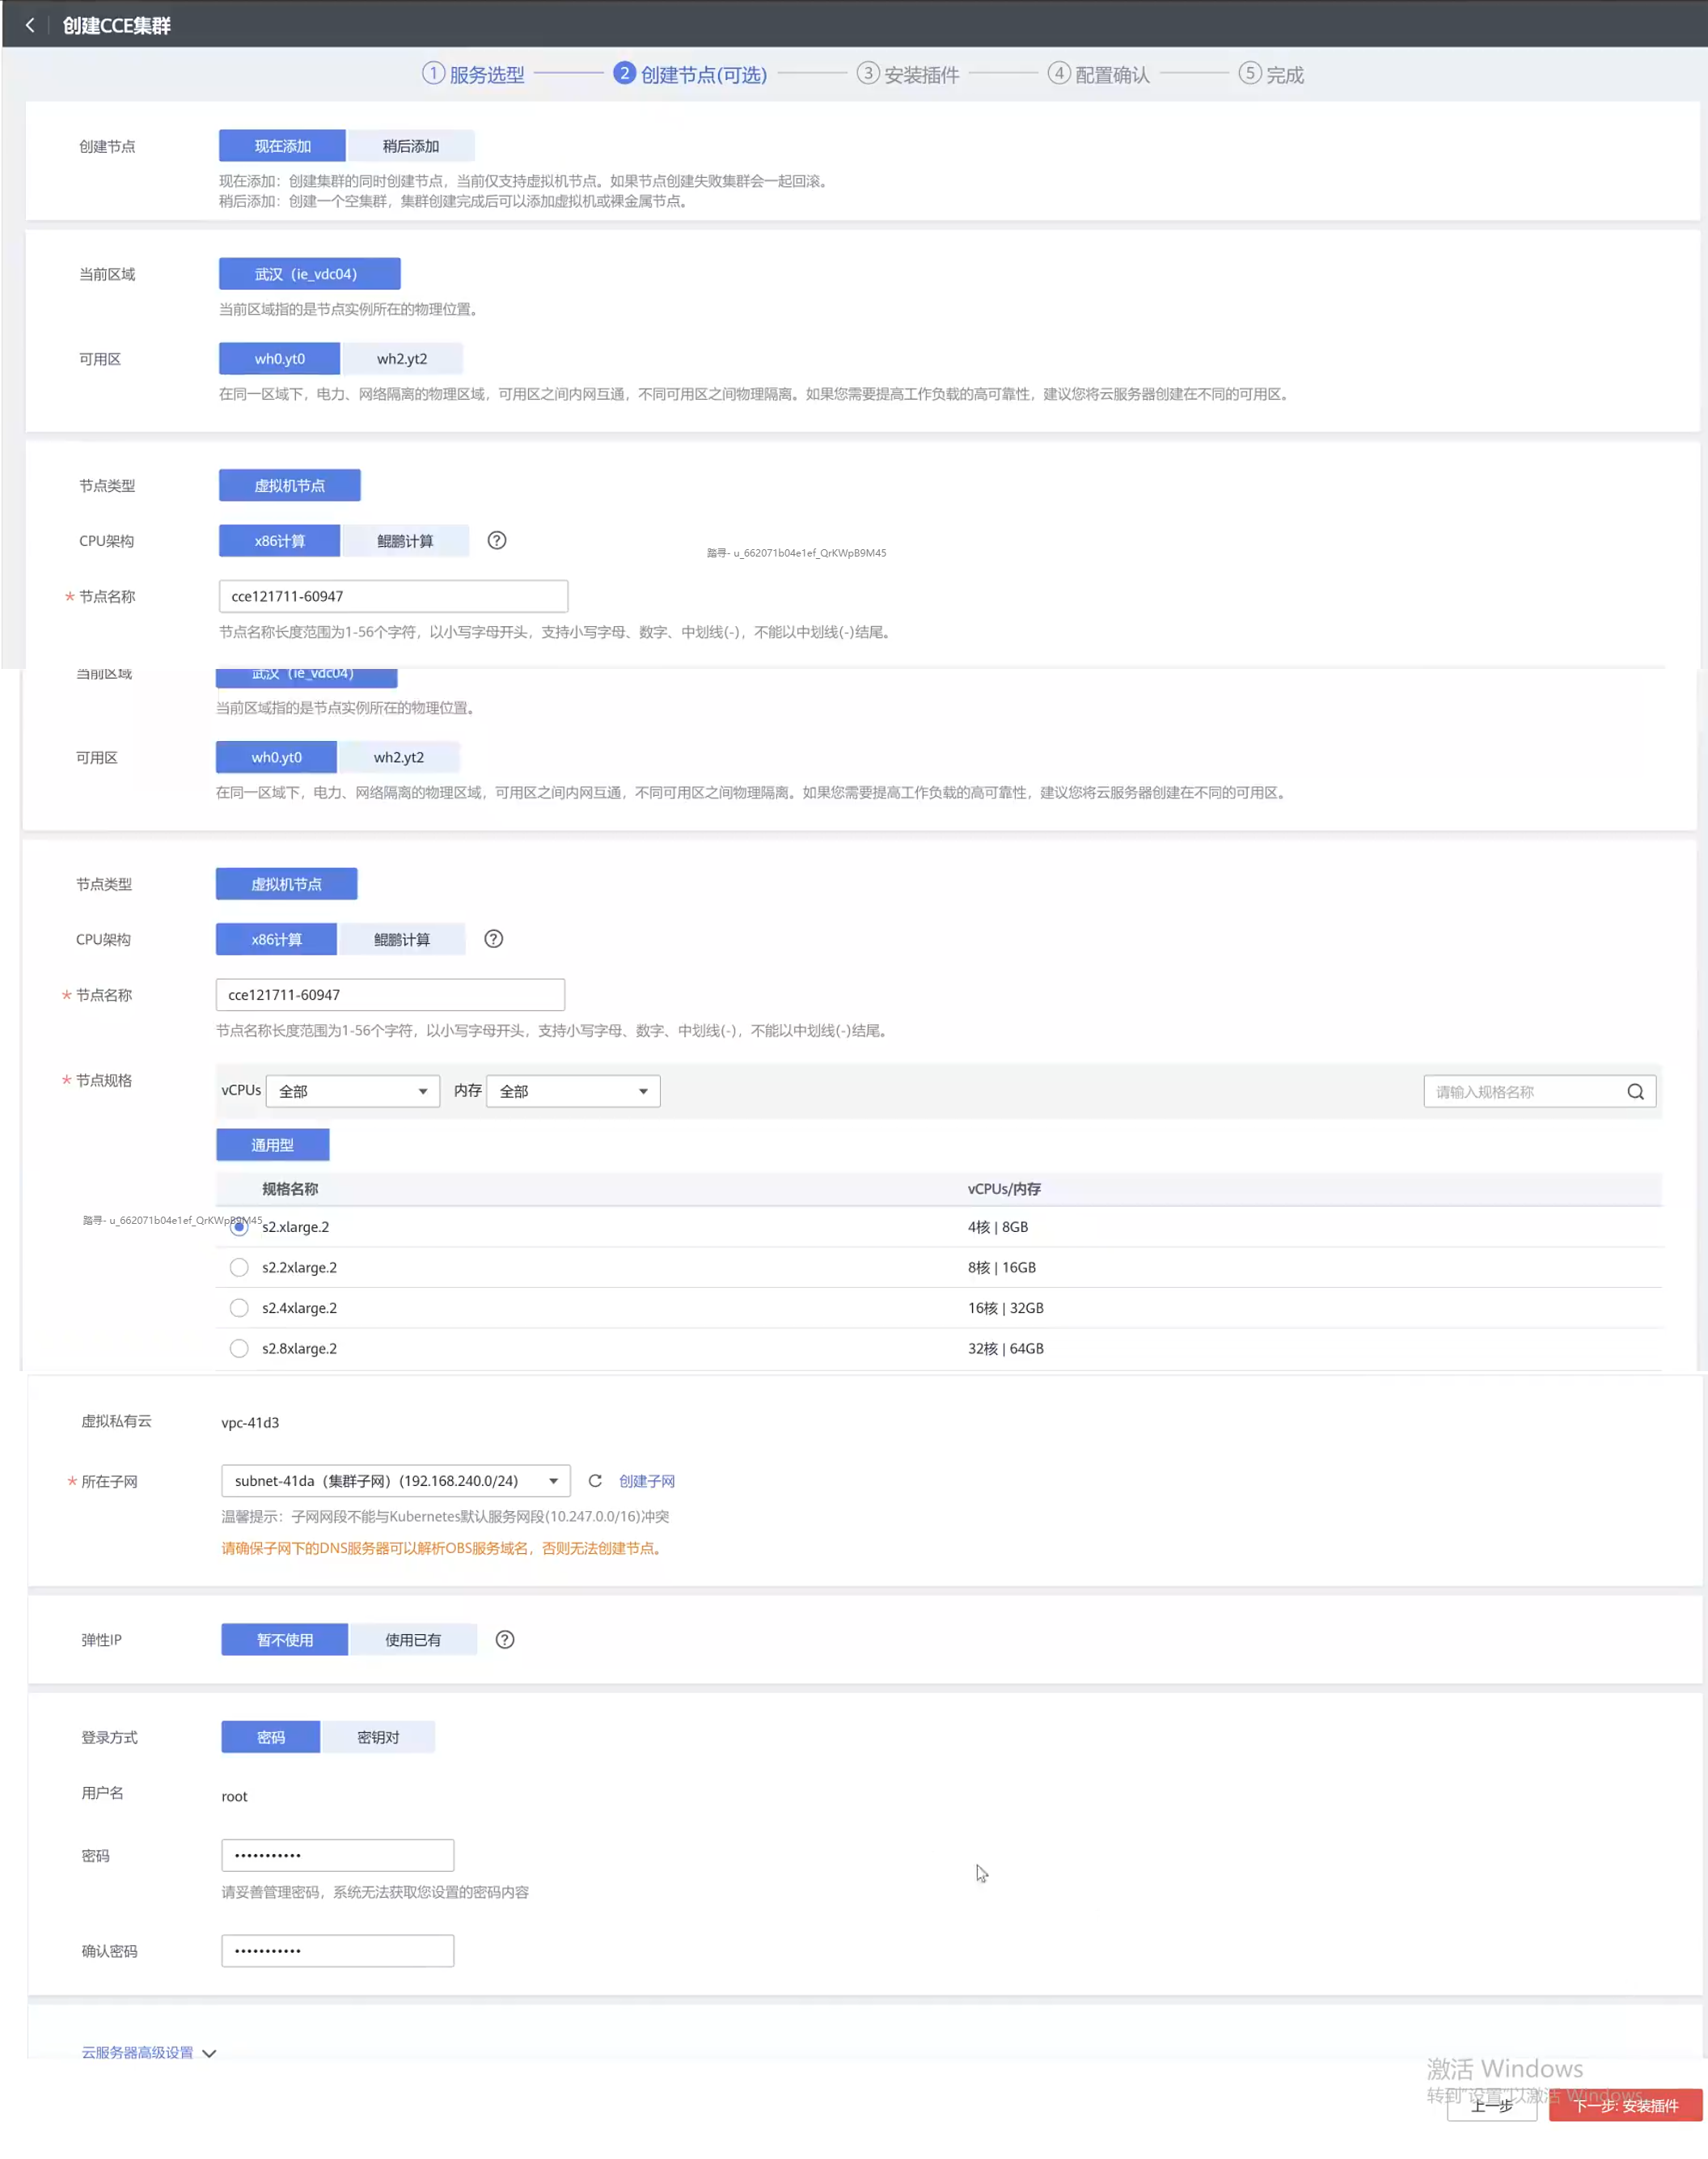 创建CCE集群
1 服务选型 2 创建节点(可选) 3 安装插件 4 配置确认 5 完成
创建节点 现在添加 稍后添加
现在添加：创建集群的同时创建节点，当前仅支持虚拟机节点。如果节点创建失败集群会一起回滚。
稍后添加：创建一个空集群，集群创建完成后可以添加虚拟机或裸金属节点。
当前区域 武汉（ie_vdc04）
当前区域指的是节点实例所在的物理位置。
可用区 wh0.yt0 wh2.yt2
在同一区域下，电力、网络隔离的物理区域，可用区之间内网互通，不同可用区之间物理隔离。如果您需要提高工作负载的高可靠性，建议您将云服务器创建在不同的可用区。
节点类型 虚拟机节点
CPU架构 x86计算 鲲鹏计算 ?
踏寻- u_662071b04e1ef_QrKWpB9M45
* 节点名称 cce121711-60947
节点名称长度范围为1-56个字符，以小写字母开头，支持小写字母、数字、中划线(-)，不能以中划线(-)结尾。
当前区域 武汉（ie_vdc04）
当前区域指的是节点实例所在的物理位置。
可用区 wh0.yt0 wh2.yt2
在同一区域下，电力、网络隔离的物理区域，可用区之间内网互通，不同可用区之间物理隔离。如果您需要提高工作负载的高可靠性，建议您将云服务器创建在不同的可用区。
节点类型 虚拟机节点
CPU架构 x86计算 鲲鹏计算 ?
* 节点名称 cce121711-60947
节点名称长度范围为1-56个字符，以小写字母开头，支持小写字母、数字、中划线(-)，不能以中划线(-)结尾。
* 节点规格 vCPUs 全部 内存 全部 请输入规格名称
通用型
规格名称 vCPUs/内存
踏寻- u_662071b04e1ef_QrKWpB9M45
s2.xlarge.2 4核 | 8GB
s2.2xlarge.2 8核 | 16GB
s2.4xlarge.2 16核 | 32GB
s2.8xlarge.2 32核 | 64GB
虚拟私有云 vpc-41d3
* 所在子网 subnet-41da（集群子网）(192.168.240.0/24) 创建子网
温馨提示：子网网段不能与Kubernetes默认服务网段(10.247.0.0/16)冲突
请确保子网下的DNS服务器可以解析OBS服务域名，否则无法创建节点。
弹性IP 暂不使用 使用已有 ?
登录方式 密码 密钥对
用户名 root
密码 •••••••••••
请妥善管理密码，系统无法获取您设置的密码内容
确认密码 •••••••••••
云服务器高级设置
激活 Windows
转到"设置"以激活 Windows。
上一步 下一步: 安装插件